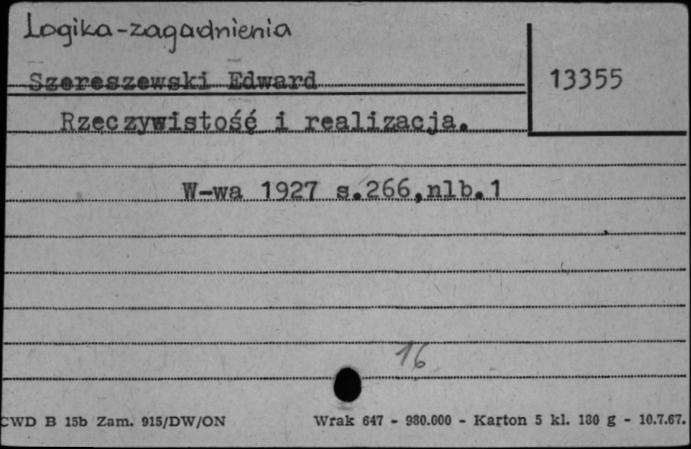 Logika-zagadnienia
Szereszewski Edward
13355
Rzeczywistość i realizacja.
W-wa 1927 s.266,nlb.1
16
CWD B 15b Zam. 915/DW/ON Wrak 647 - 980.000 - Karton 5 kl. 180 g - 10.7.67.